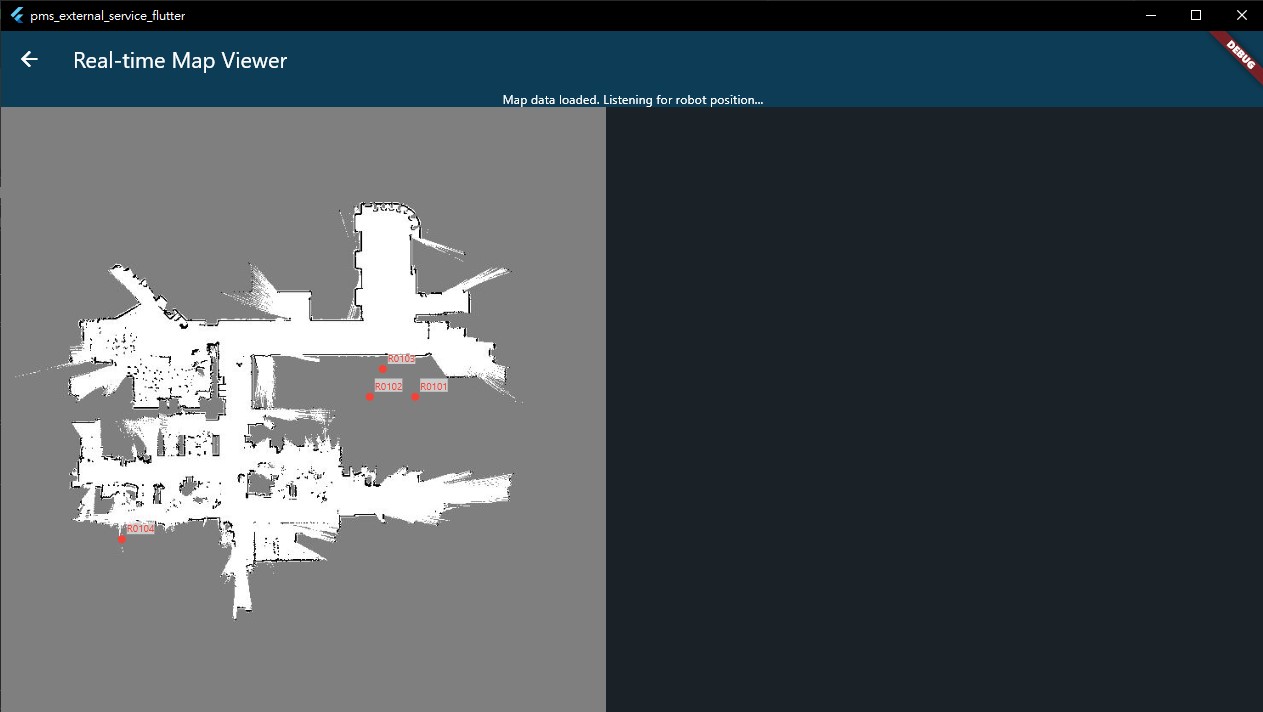 pms_external_service_flutter
Real-time Map Viewer
DEBUG
Map data loaded. Listening for robot position...
R0103
R0102
R0101
R0104